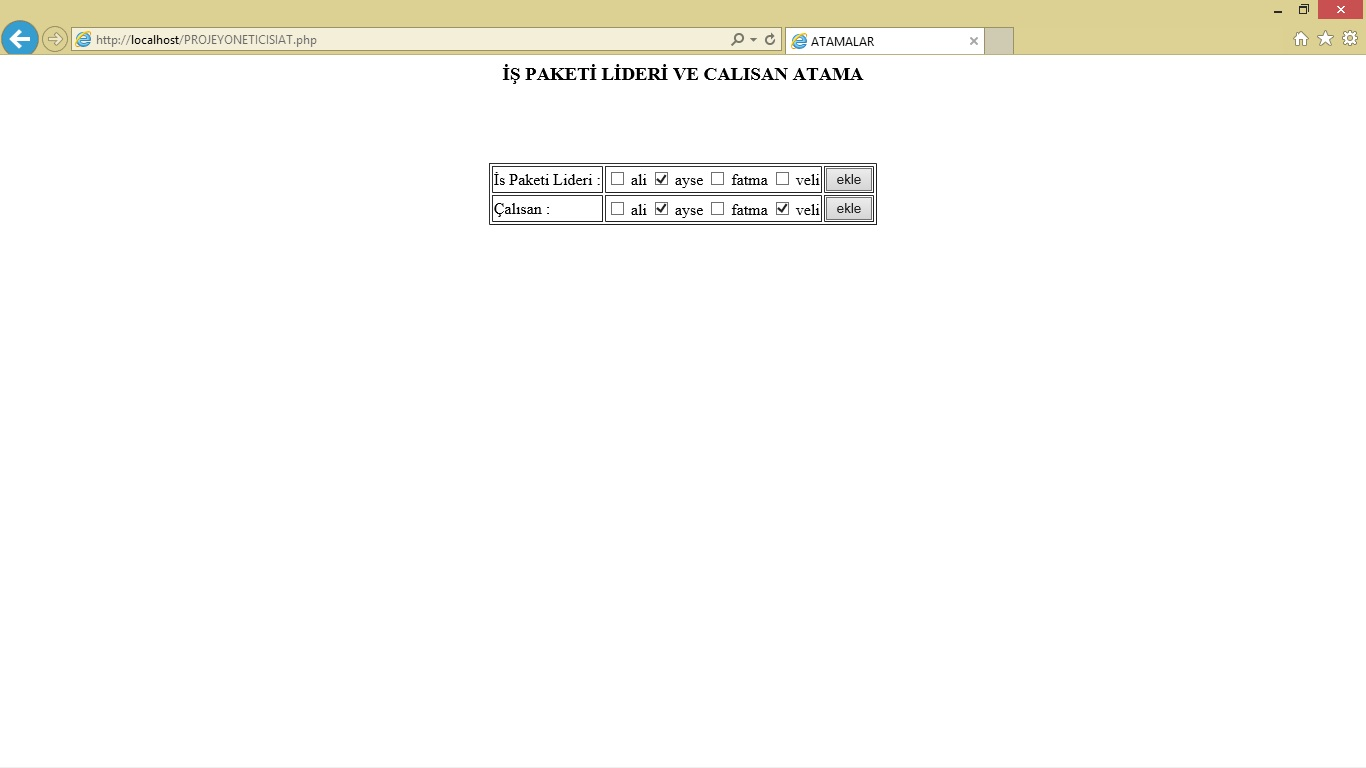 http://localhost/PROJEYONETICISIAT.php
ATAMALAR
İŞ PAKETİ LİDERİ VE CALISAN ATAMA
İs Paketi Lideri : ali ayse fatma veli ekle
Çalısan : ali ayse fatma veli ekle